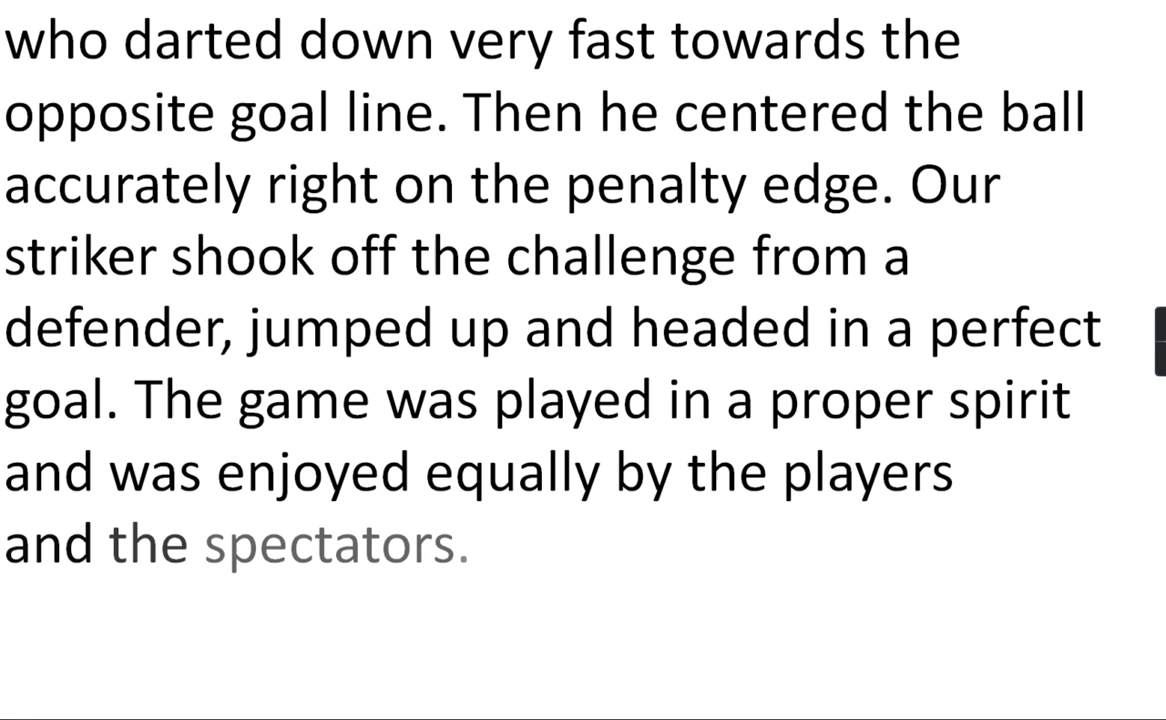 who darted down very fast towards the
opposite goal line. Then he centered the ball
accurately right on the penalty edge. Our
striker shook off the challenge from a
defender, jumped up and headed in a perfect
goal. The game was played in a proper spirit
and was enjoyed equally by the players
and the spectators.